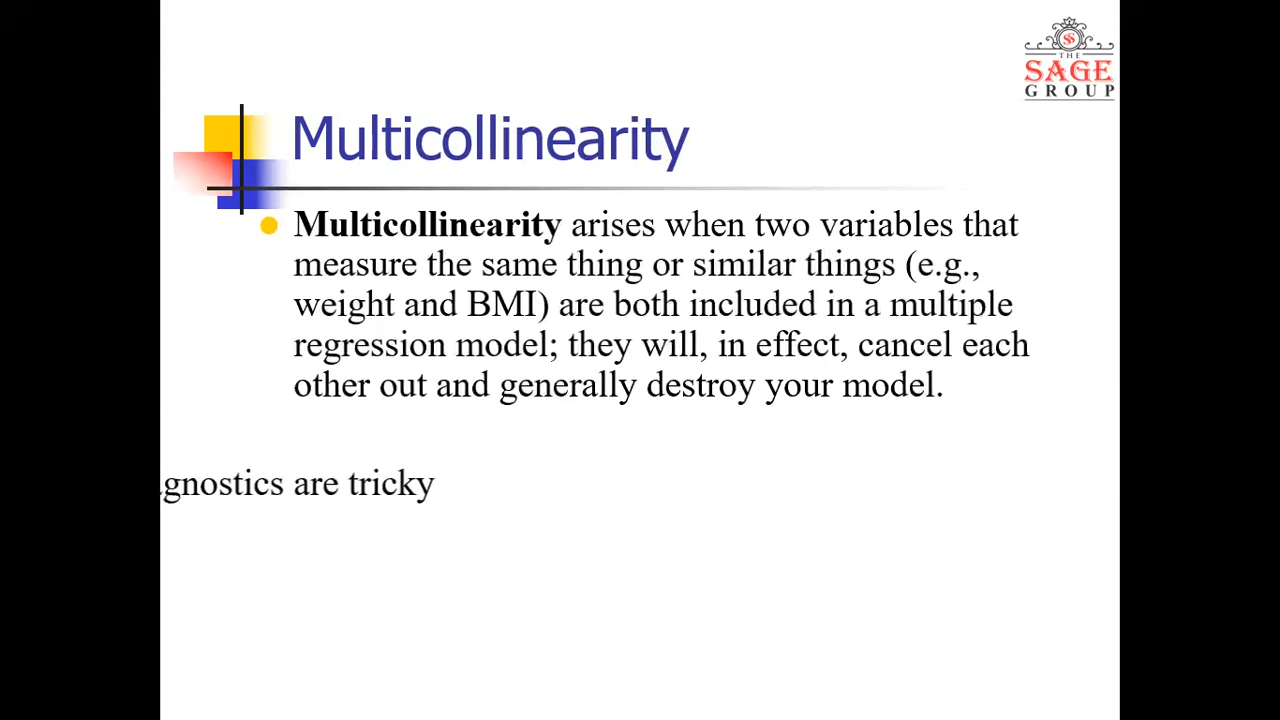 THE
SAGE
GROUP
Multicollinearity
Multicollinearity arises when two variables that
measure the same thing or similar things (e.g.,
weight and BMI) are both included in a multiple
regression model; they will, in effect, cancel each
other out and generally destroy your model.
agnostics are tricky